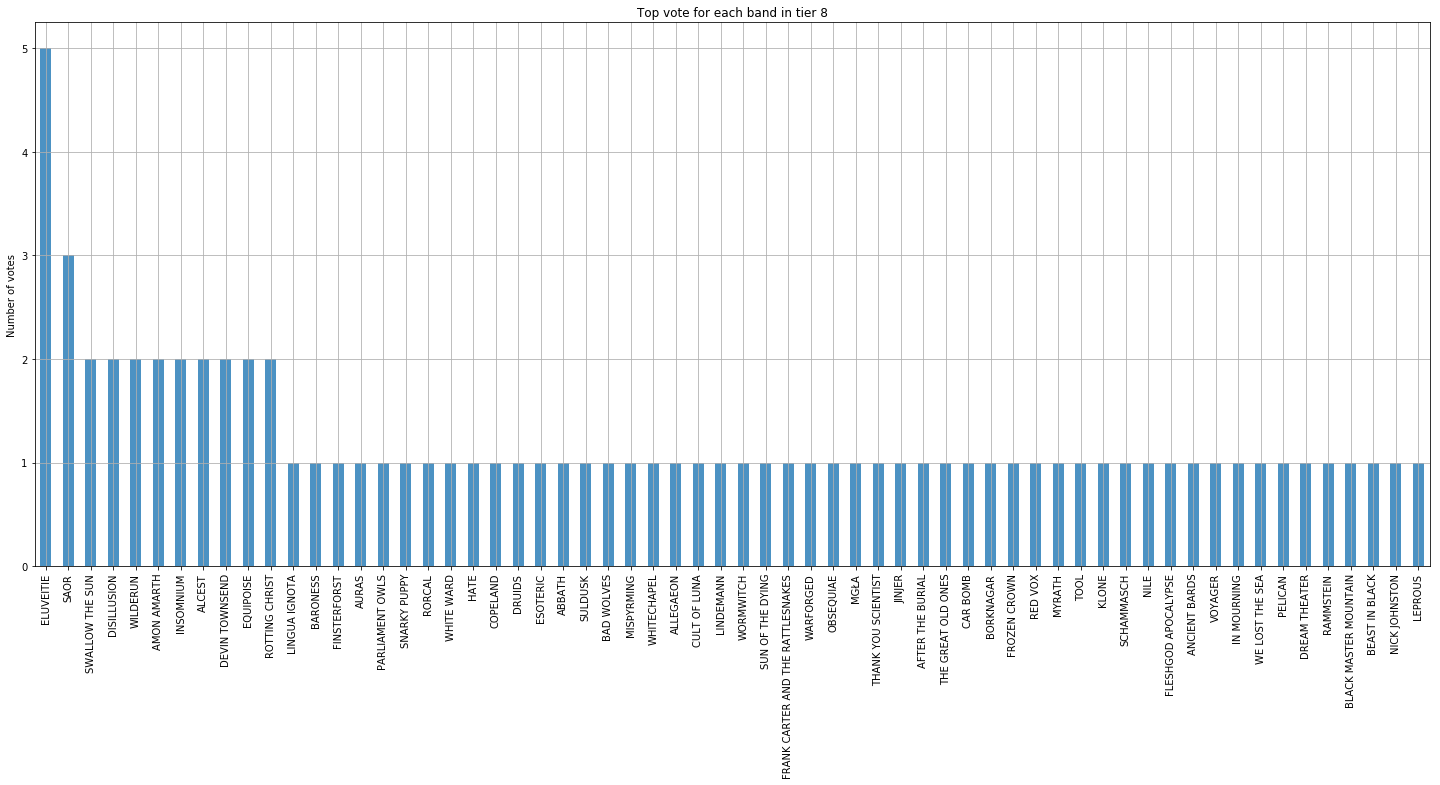 Top vote for each band in tier 8
Number of votes
5
4
3
2
1
0
ELUVEITIE
SAOR
SWALLOW THE SUN
DISILLUSION
WILDERUN
AMON AMARTH
INSOMNIUM
ALCEST
DEVIN TOWNSEND
EQUIPOISE
ROTTING CHRIST
LINGUA IGNOTA
BARONESS
FINSTERFORST
AURAS
PARLIAMENT OWLS
SNARKY PUPPY
RORCAL
WHITE WARD
HATE
COPELAND
DRUIDS
ESOTERIC
ABBATH
SULDUSK
BAD WOLVES
MISPYRMING
WHITECHAPEL
ALLEGAEON
CULT OF LUNA
LINDEMANN
WORMWITCH
SUN OF THE DYING
FRANK CARTER AND THE RATTLESNAKES
WARFORGED
OBSEQUIAE
MGŁA
THANK YOU SCIENTIST
JINJER
AFTER THE BURIAL
THE GREAT OLD ONES
CAR BOMB
BORKNAGAR
FROZEN CROWN
RED VOX
MYRATH
TOOL
KLONE
SCHAMMASCH
NILE
FLESHGOD APOCALYPSE
ANCIENT BARDS
VOYAGER
IN MOURNING
WE LOST THE SEA
PELICAN
DREAM THEATER
RAMMSTEIN
BLACK MASTER MOUNTAIN
BEAST IN BLACK
NICK JOHNSTON
LEPROUS